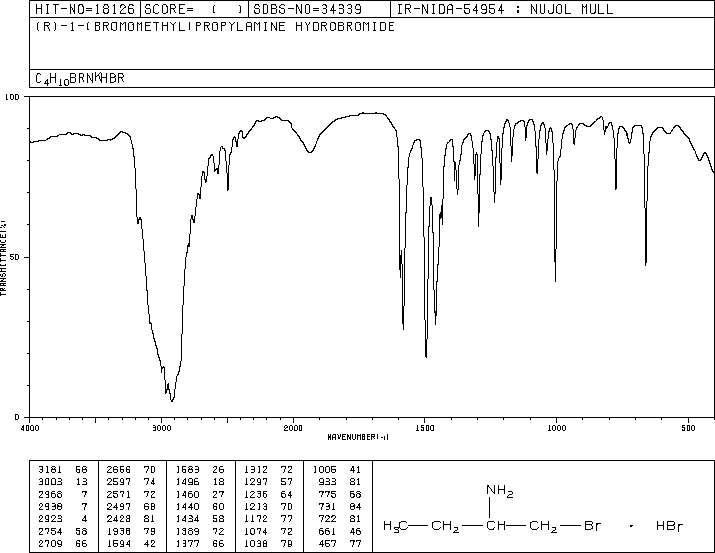 HIT-NO=18126 SCORE= ( ) SDBS-NO=34339 IR-NIDA-54954 : NUJOL MULL
(R)-1-(BROMOMETHYL)PROPYLAMINE HYDROBROMIDE
C4H10BRN*HBR
100
50
0
TRANSMITTANCE(%)
4000 3000 2000 1500 1000 500
WAVENUMBER(-1)
3181 58 2656 70 1583 26 1312 72 1005 41
3003 13 2597 74 1496 18 1297 57 933 81
2968 7 2571 72 1460 27 1236 64 775 68
2938 7 2497 68 1440 60 1213 70 731 84
2923 4 2428 81 1434 58 1172 77 722 81
2754 58 1938 79 1389 72 1074 72 661 46
2709 66 1594 42 1377 66 1038 79 457 77
NH2
H3C CH2 CH CH2 Br · HBr